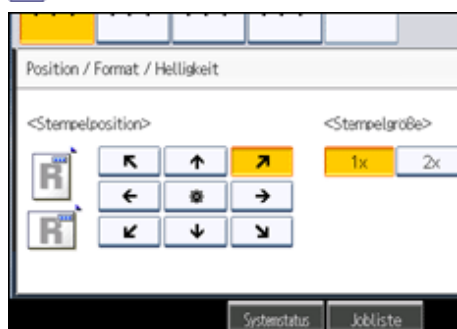 Position / Format / Helligkeit
<Stempelposition> <Stempelgröße>
R
1x 2x
R
Systemstatus Jobliste